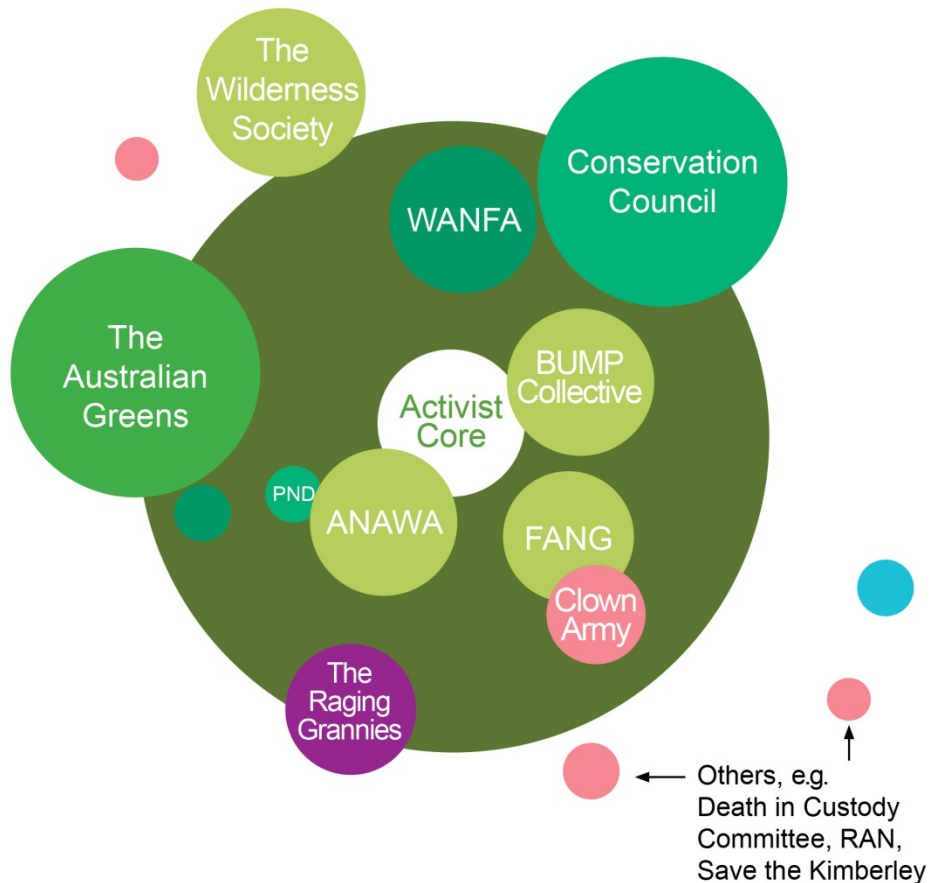 The
Wilderness
Society
Conservation
Council
WANFA
The
Australian
Greens
BUMP
Collective
Activist
Core
PND
ANAWA
FANG
Clown
Army
The
Raging
Grannies
Others, e.g.
Death in Custody
Committee, RAN,
Save the Kimberley